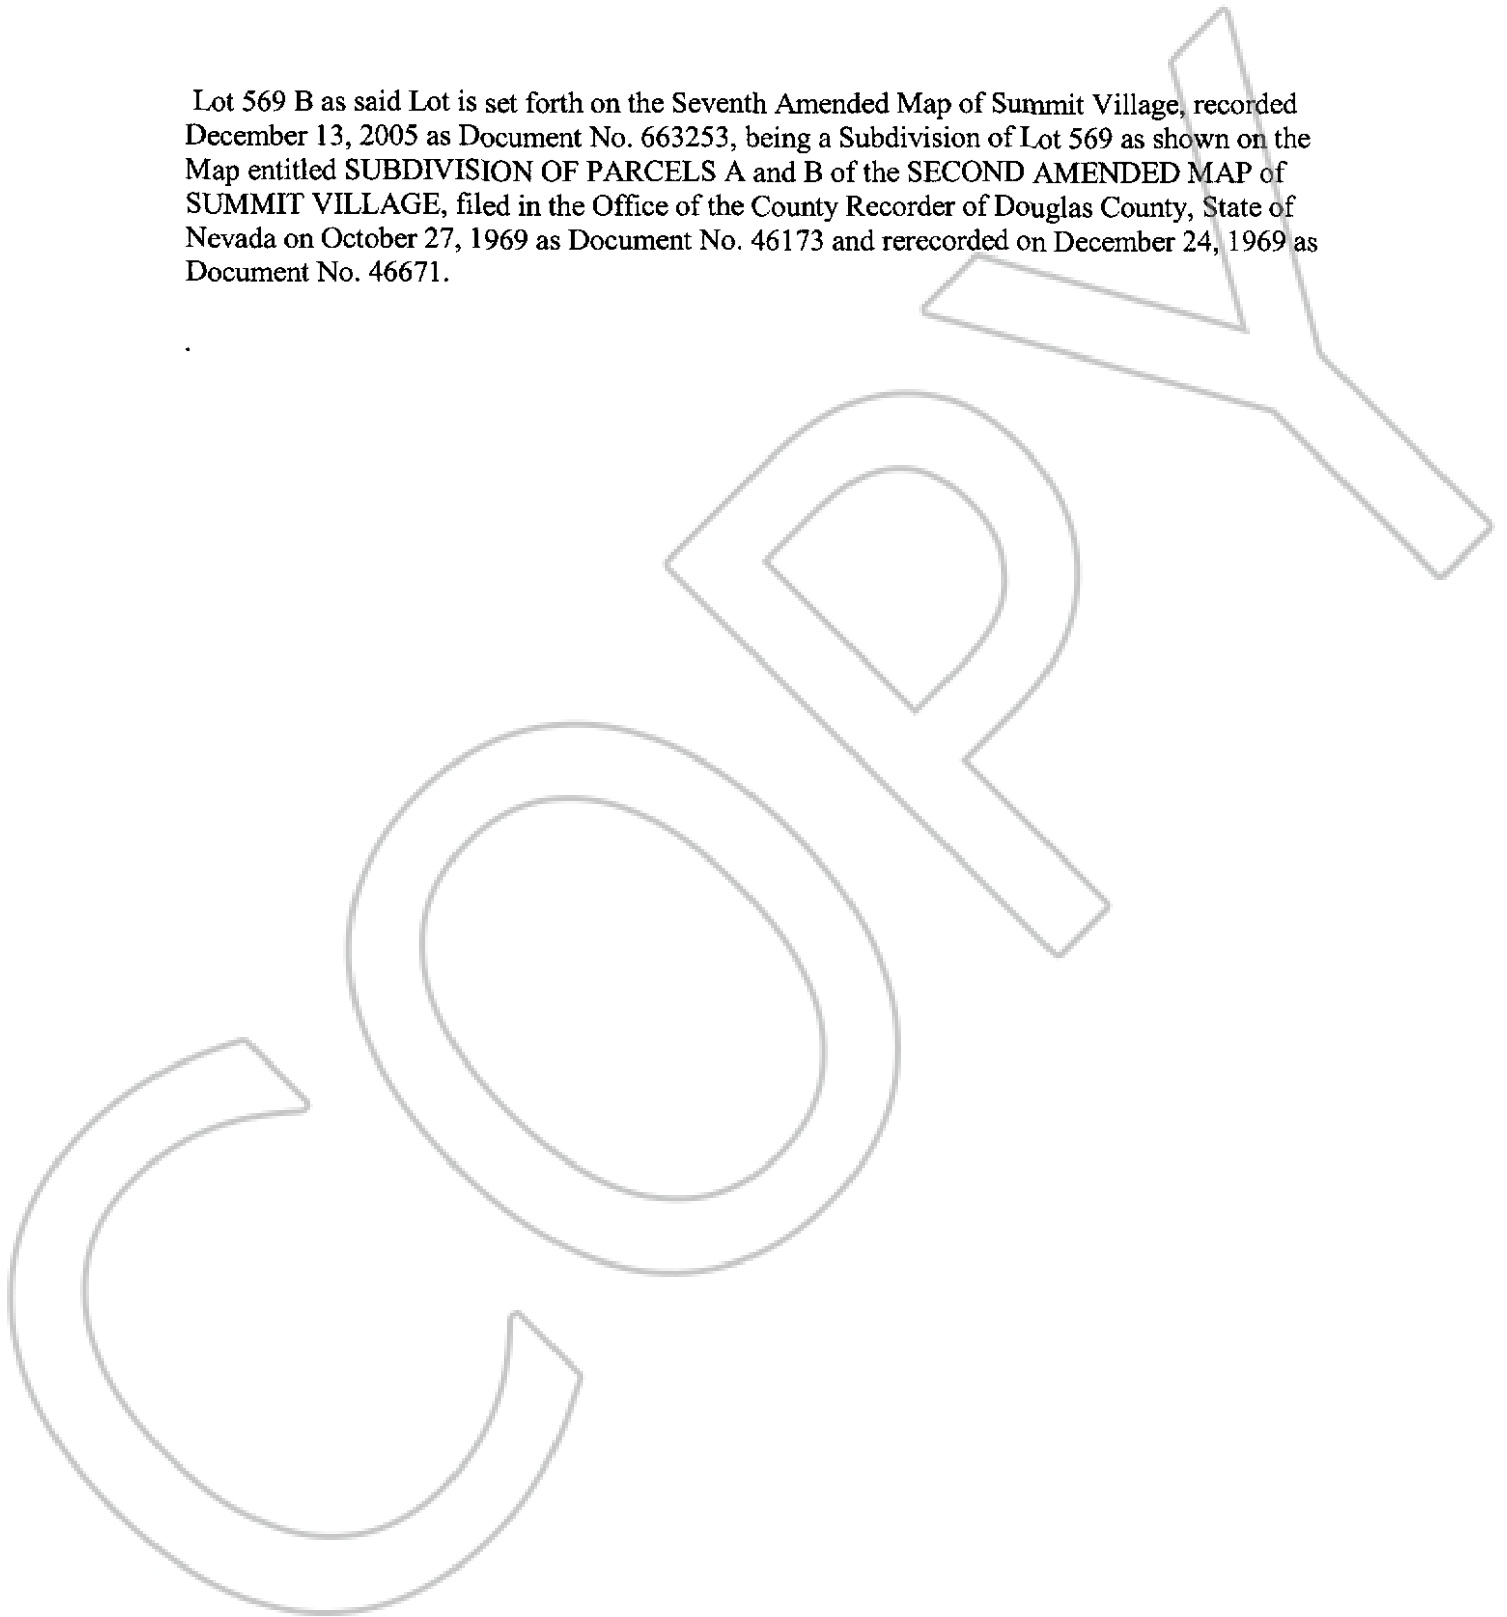 Lot 569 B as said Lot is set forth on the Seventh Amended Map of Summit Village, recorded
December 13, 2005 as Document No. 663253, being a Subdivision of Lot 569 as shown on the
Map entitled SUBDIVISION OF PARCELS A and B of the SECOND AMENDED MAP of
SUMMIT VILLAGE, filed in the Office of the County Recorder of Douglas County, State of
Nevada on October 27, 1969 as Document No. 46173 and rerecorded on December 24, 1969 as
Document No. 46671.
.
COPY